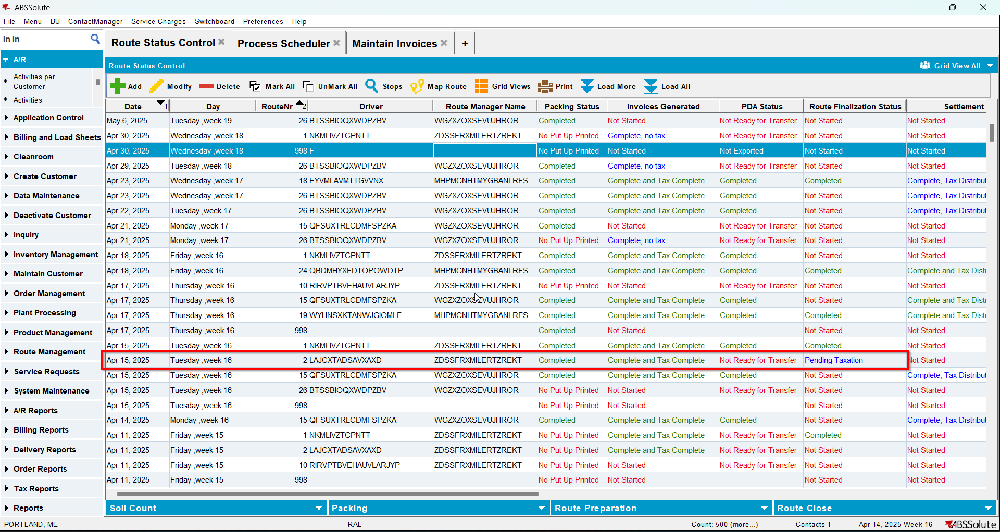 ABSSolute
File Menu BU ContactManager Service Charges Switchboard Preferences Help
in in
Route Status Control Process Scheduler Maintain Invoices +
A/R
Activities per
Customer
Activities
Application Control
Billing and Load Sheets
Cleanroom
Create Customer
Data Maintenance
Deactivate Customer
Inquiry
Inventory Management
Maintain Customer
Order Management
Plant Processing
Product Management
Route Management
Service Requests
System Maintenance
A/R Reports
Billing Reports
Delivery Reports
Order Reports
Tax Reports
Reports
Route Status Control Grid View All
Add Modify Delete Mark All UnMark All Stops Map Route Grid Views Print Load More Load All
Date 1 Day RouteNr 2 Driver Route Manager Name Packing Status Invoices Generated PDA Status Route Finalization Status Settlement
May 6, 2025 Tuesday ,week 19 26 BTSSBIOQXWDPZBV WGZXZOXSEVUJHROR Completed Not Started Not Ready for Transfer Not Started Not Started
Apr 30, 2025 Wednesday ,week 18 1 NKMLIVZTCPNTT ZDSSFRXMILERTZREKT No Put Up Printed Complete, no tax Not Ready for Transfer Not Started Not Started
Apr 30, 2025 Wednesday ,week 18 998 F No Put Up Printed Not Started Not Exported Not Started Not Started
Apr 29, 2025 Tuesday ,week 18 26 BTSSBIOQXWDPZBV WGZXZOXSEVUJHROR Completed Complete, no tax Not Ready for Transfer Not Started Not Started
Apr 23, 2025 Wednesday ,week 17 18 EYVMLAVMTTGVVNX MHPMCNHTMYGBANLRFS... Completed Complete and Tax Complete Completed Completed Complete, Tax Distribut
Apr 23, 2025 Wednesday ,week 17 26 BTSSBIOQXWDPZBV WGZXZOXSEVUJHROR Completed Complete and Tax Complete Completed Not Started Complete, Tax Distribut
Apr 22, 2025 Tuesday ,week 17 26 BTSSBIOQXWDPZBV WGZXZOXSEVUJHROR Completed Complete and Tax Complete Completed Not Started Complete, Tax Distribut
Apr 21, 2025 Monday ,week 17 15 QFSUXTRLCDMFSPZKA WGZXZOXSEVUJHROR Completed Not Started Not Ready for Transfer Not Started Not Started
Apr 21, 2025 Monday ,week 17 26 BTSSBIOQXWDPZBV WGZXZOXSEVUJHROR No Put Up Printed Complete, no tax Not Ready for Transfer Not Started Not Started
Apr 18, 2025 Friday ,week 16 1 NKMLIVZTCPNTT ZDSSFRXMILERTZREKT Completed Complete and Tax Complete Completed Not Started Not Started
Apr 18, 2025 Friday ,week 16 24 QBDMHYXFDTOPOWDTP MHPMCNHTMYGBANLRFS... Completed Complete and Tax Complete Completed Completed Complete and Tax Distri
Apr 17, 2025 Thursday ,week 16 10 RIRVPTBVEHAUVLARJYP ZDSSFRXMILERTZREKT No Put Up Printed Not Started Not Ready for Transfer Not Started Not Started
Apr 17, 2025 Thursday ,week 16 15 QFSUXTRLCDMFSPZKA WGZXZOXSEVUJHROR Completed Complete and Tax Complete Completed Not Started Complete and Tax Distri
Apr 17, 2025 Thursday ,week 16 19 WYHNSXKTANWJGIOMLF MHPMCNHTMYGBANLRFS... Completed Complete and Tax Complete Completed Completed Complete and Tax Distri
Apr 17, 2025 Thursday ,week 16 998 Completed Not Started Not Started Not Started
Apr 15, 2025 Tuesday ,week 16 1 NKMLIVZTCPNTT ZDSSFRXMILERTZREKT Completed Complete and Tax Complete Completed Completed Not Started
Apr 15, 2025 Tuesday ,week 16 2 LAJCXTADSAVXAXD ZDSSFRXMILERTZREKT Completed Complete and Tax Complete Not Ready for Transfer Pending Taxation Not Started
Apr 15, 2025 Tuesday ,week 16 15 QFSUXTRLCDMFSPZKA WGZXZOXSEVUJHROR Completed Complete and Tax Complete Completed Not Started Complete, Tax Distribut
Apr 15, 2025 Tuesday ,week 16 26 BTSSBIOQXWDPZBV WGZXZOXSEVUJHROR No Put Up Printed Not Started Not Ready for Transfer Not Started Not Started
Apr 15, 2025 Tuesday ,week 16 998 No Put Up Printed Not Started Not Started Not Started
Apr 14, 2025 Monday ,week 16 15 QFSUXTRLCDMFSPZKA WGZXZOXSEVUJHROR Completed Complete and Tax Complete Completed Not Started Complete, Tax Distribut
Apr 11, 2025 Friday ,week 15 1 NKMLIVZTCPNTT ZDSSFRXMILERTZREKT No Put Up Printed Complete and Tax Complete Not Ready for Transfer Completed Not Started
Apr 11, 2025 Friday ,week 15 2 LAJCXTADSAVXAXD ZDSSFRXMILERTZREKT No Put Up Printed Complete and Tax Complete Not Ready for Transfer Not Started Not Started
Apr 11, 2025 Friday ,week 15 10 RIRVPTBVEHAUVLARJYP ZDSSFRXMILERTZREKT No Put Up Printed Not Started Not Ready for Transfer Not Started Not Started
Apr 11, 2025 Friday ,week 15 998 No Put Up Printed Not Started Not Started Not Started
Soil Count Packing Route Preparation Route Close
PORTLAND, ME - - RAL Count: 500 (more...) Contacts 1 Apr 14, 2025 Week 16 ABSSolute